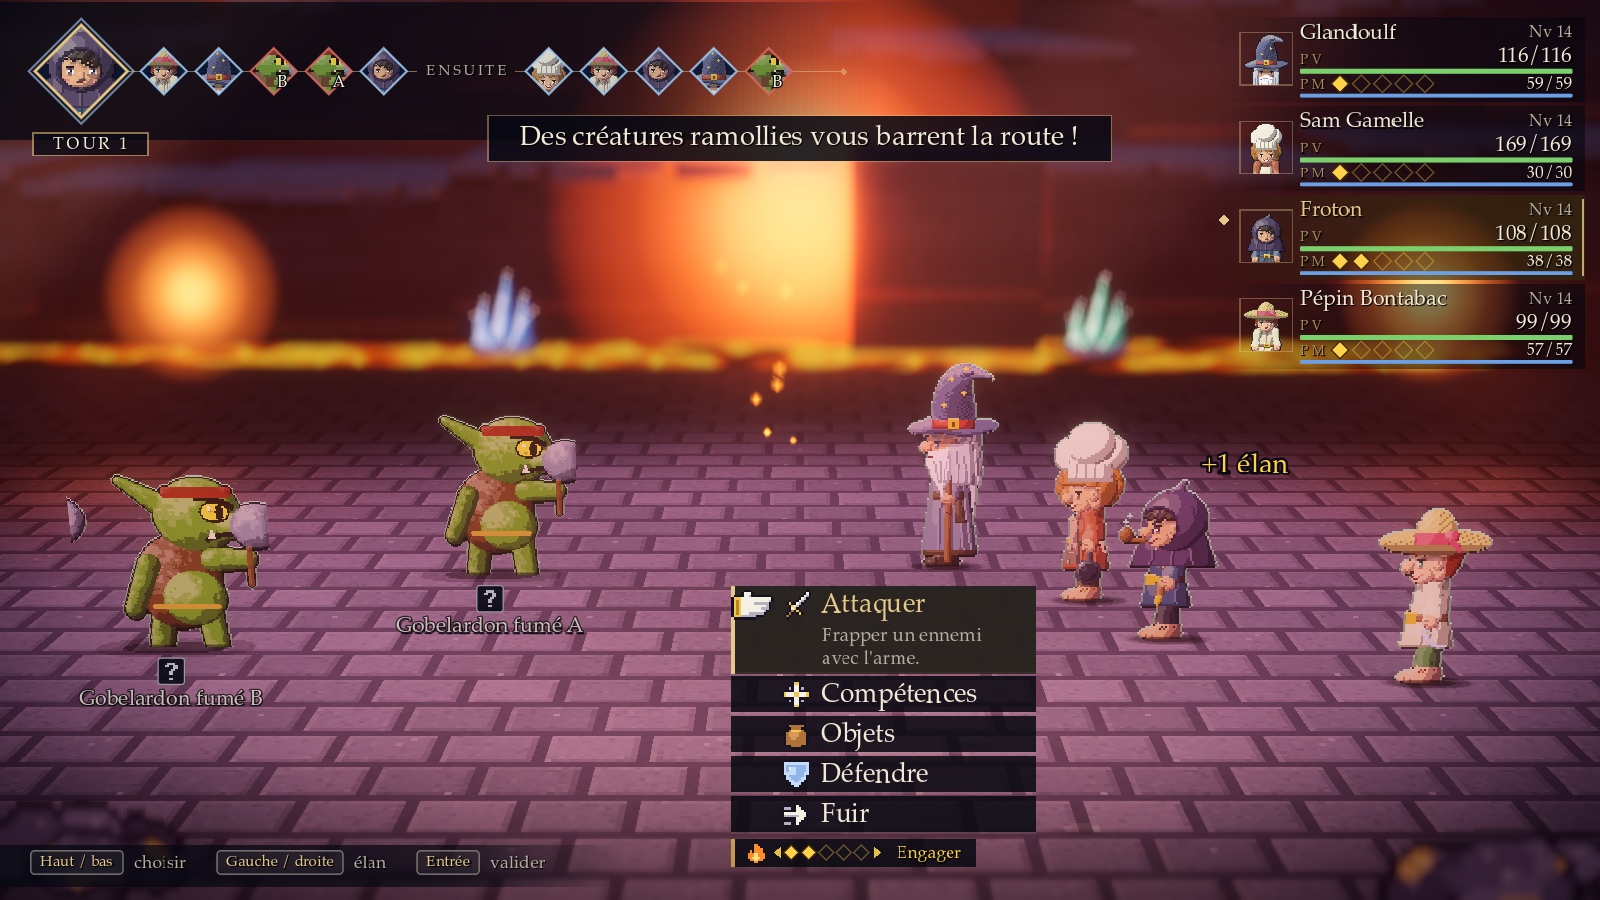 B
A
ENSUITE
B
TOUR 1
Des créatures ramollies vous barrent la route !
Glandoulf
Nv 14
PV
116/116
PM
59/59
Sam Gamelle
Nv 14
PV
169/169
PM
30/30
Froton
Nv 14
PV
108/108
PM
38/38
Pépin Bontabac
Nv 14
PV
99/99
PM
57/57
+1 élan
?
Gobelardon fumé A
?
Gobelardon fumé B
Attaquer
Frapper un ennemi
avec l'arme.
Compétences
Objets
Défendre
Fuir
Engager
Haut / bas
choisir
Gauche / droite
élan
Entrée
valider